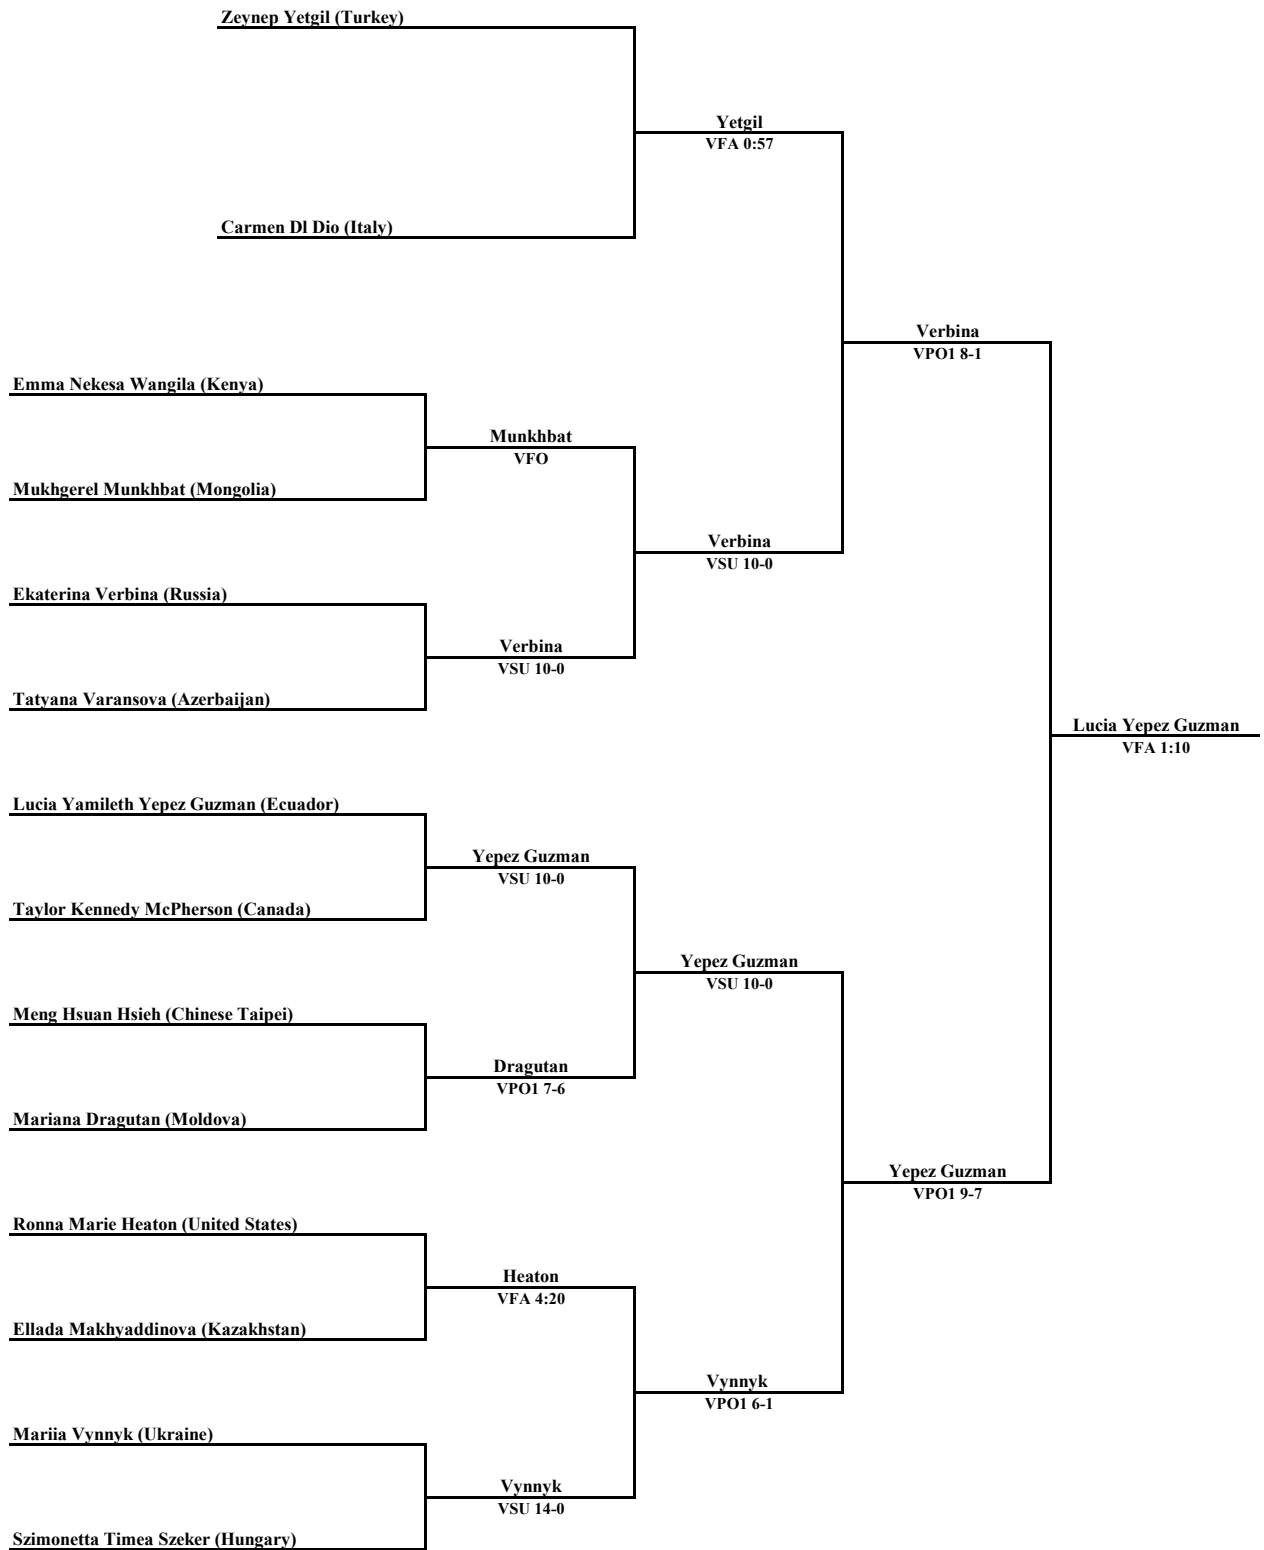 Zeynep Yetgil (Turkey)
Yetgil
VFA 0:57
Carmen Dl Dio (Italy)
Verbina
VPO1 8-1
Emma Nekesa Wangila (Kenya)
Munkhbat
VFO
Mukhgerel Munkhbat (Mongolia)
Verbina
VSU 10-0
Ekaterina Verbina (Russia)
Verbina
VSU 10-0
Tatyana Varansova (Azerbaijan)
Lucia Yepez Guzman
VFA 1:10
Lucia Yamileth Yepez Guzman (Ecuador)
Yepez Guzman
VSU 10-0
Taylor Kennedy McPherson (Canada)
Yepez Guzman
VSU 10-0
Meng Hsuan Hsieh (Chinese Taipei)
Dragutan
VPO1 7-6
Mariana Dragutan (Moldova)
Yepez Guzman
VPO1 9-7
Ronna Marie Heaton (United States)
Heaton
VFA 4:20
Ellada Makhyaddinova (Kazakhstan)
Vynnyk
VPO1 6-1
Mariia Vynnyk (Ukraine)
Vynnyk
VSU 14-0
Szimonetta Timea Szeker (Hungary)